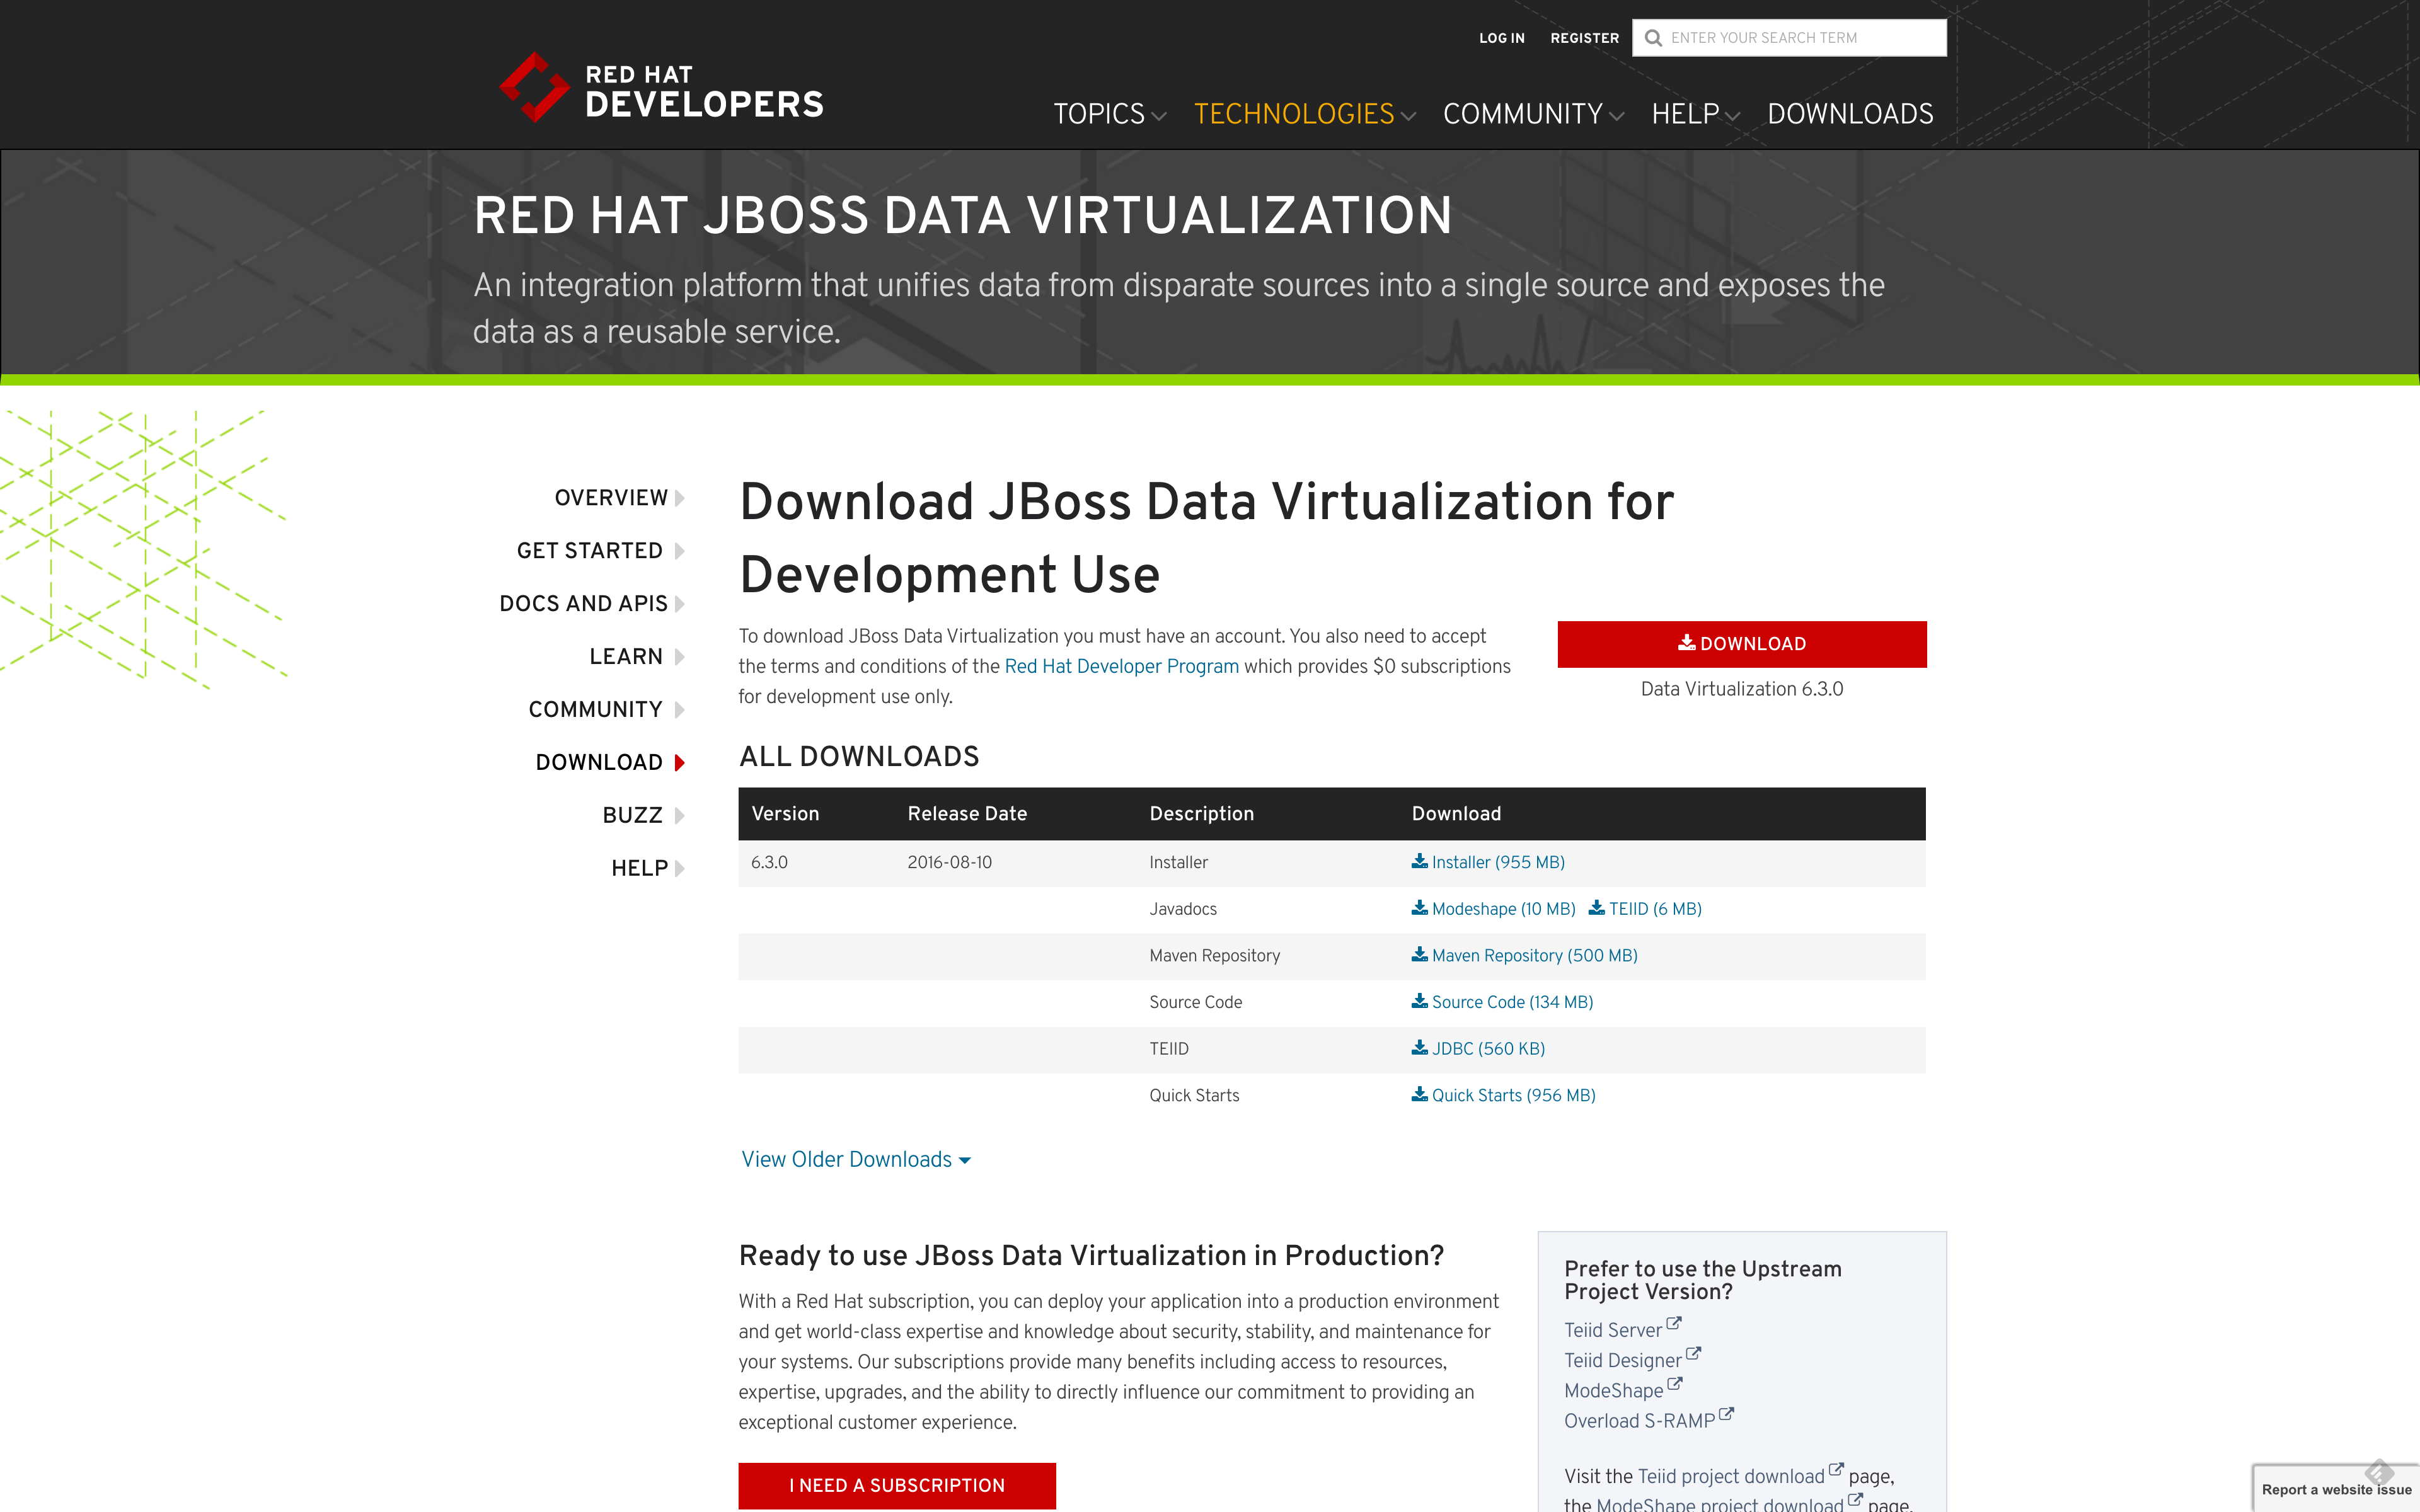 LOG IN REGISTER ENTER YOUR SEARCH TERM
RED HAT
DEVELOPERS
TOPICS TECHNOLOGIES COMMUNITY HELP DOWNLOADS
RED HAT JBOSS DATA VIRTUALIZATION
An integration platform that unifies data from disparate sources into a single source and exposes the
data as a reusable service.
OVERVIEW
GET STARTED
DOCS AND APIS
LEARN
COMMUNITY
DOWNLOAD
BUZZ
HELP
Download JBoss Data Virtualization for
Development Use
To download JBoss Data Virtualization you must have an account. You also need to accept
the terms and conditions of the Red Hat Developer Program which provides $0 subscriptions
for development use only.
DOWNLOAD
Data Virtualization 6.3.0
ALL DOWNLOADS
Version Release Date Description Download
6.3.0 2016-08-10 Installer Installer (955 MB)
Javadocs Modeshape (10 MB) TEIID (6 MB)
Maven Repository Maven Repository (500 MB)
Source Code Source Code (134 MB)
TEIID JDBC (560 KB)
Quick Starts Quick Starts (956 MB)
View Older Downloads
Ready to use JBoss Data Virtualization in Production?
With a Red Hat subscription, you can deploy your application into a production environment
and get world-class expertise and knowledge about security, stability, and maintenance for
your systems. Our subscriptions provide many benefits including access to resources,
expertise, upgrades, and the ability to directly influence our commitment to providing an
exceptional customer experience.
I NEED A SUBSCRIPTION
Prefer to use the Upstream
Project Version?
Teiid Server
Teiid Designer
ModeShape
Overload S-RAMP
Visit the Teiid project download page,
the ModeShape project download page,
Report a website issue